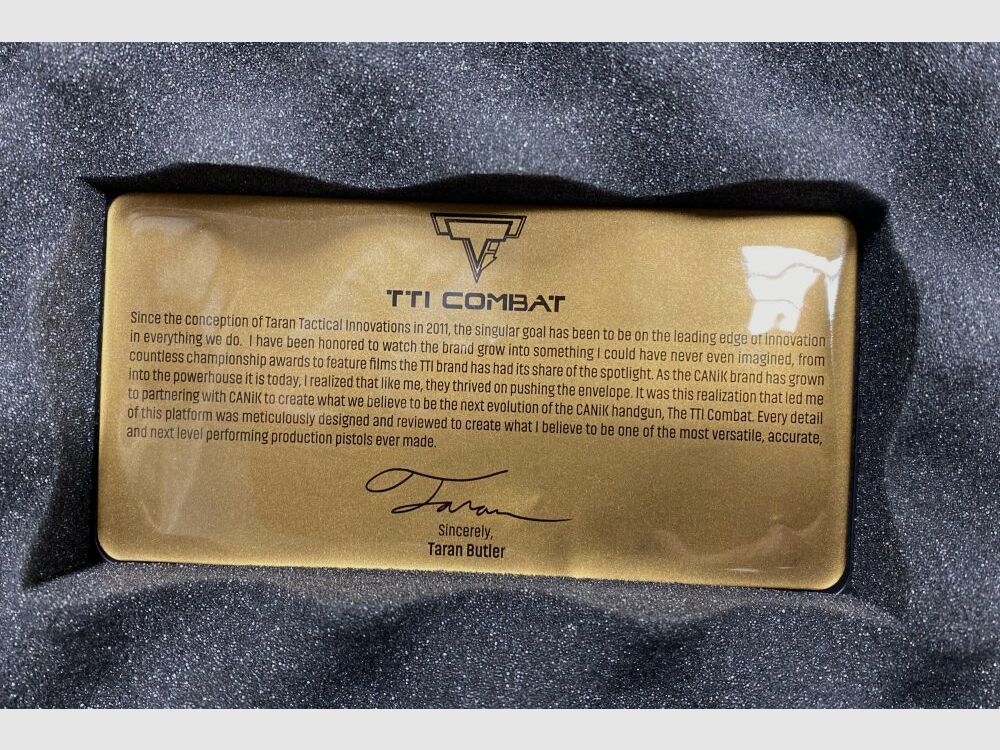 TTI COMBAT
Since the conception of Taran Tactical Innovations in 2011, the singular goal has been to be on the leading edge of innovation
in everything we do. I have been honored to watch the brand grow into something I could have never even imagined, from
countless championship awards to feature films the TTI brand has had its share of the spotlight. As the CANiK brand has grown
into the powerhouse it is today, I realized that like me, they thrived on pushing the envelope. It was this realization that led me
to partnering with CANiK to create what we believe to be the next evolution of the CANiK handgun, The TTI Combat. Every detail
of this platform was meticulously designed and reviewed to create what I believe to be one of the most versatile, accurate,
and next level performing production pistols ever made.
Taran
Sincerely,
Taran Butler